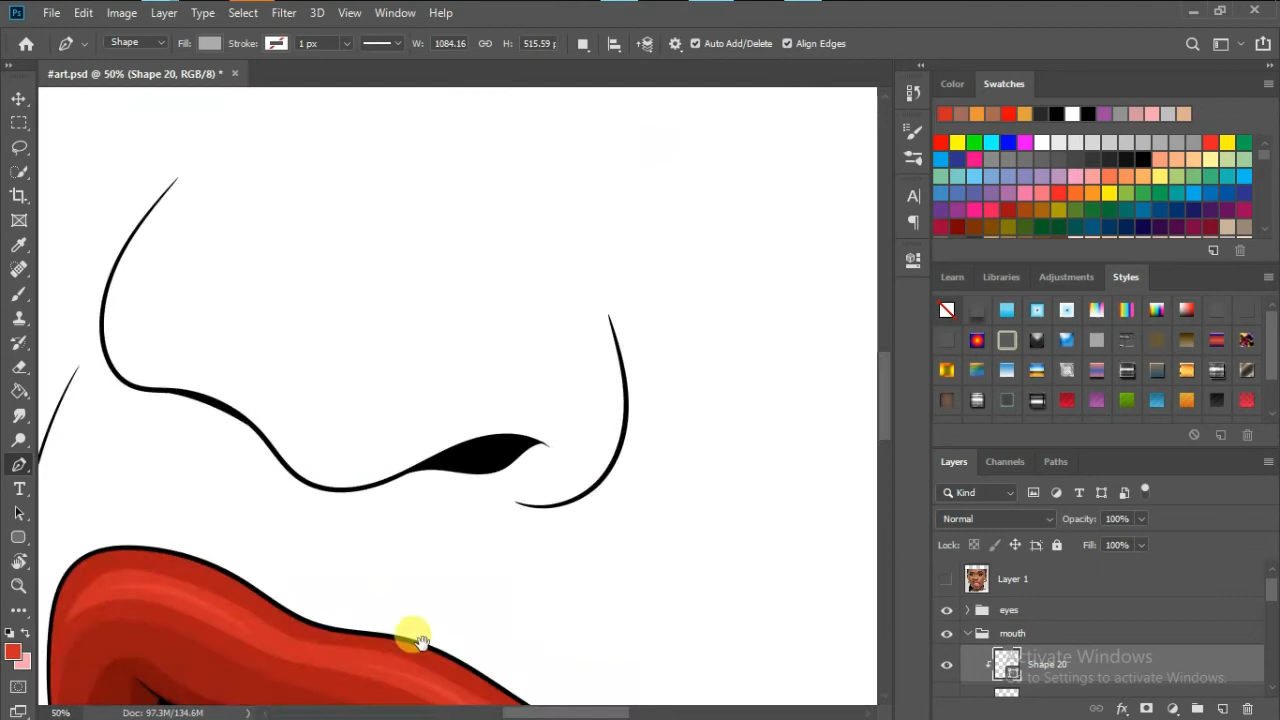 Ps File Edit Image Layer Type Select Filter 3D View Window Help
Shape Fill: Stroke: 1 px W: 1084.16 H: 515.59 p Auto Add/Delete Align Edges
#art.psd @ 50% (Shape 20, RGB/8) * ×
Color Swatches
Learn Libraries Adjustments Styles
Layers Channels Paths
Kind
Normal Opacity: 100%
Lock: Fill: 100%
Layer 1
eyes
mouth
Activate Windows
Shape 20
Go to Settings to activate Windows.
50% Doc: 97.3M/134.6M